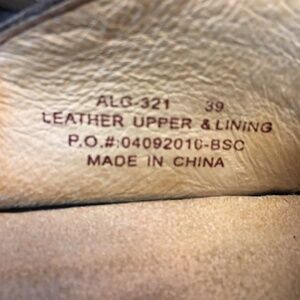 ALG-321 39
LEATHER UPPER & LINING
P.O.#:04092010-BSC
MADE IN CHINA